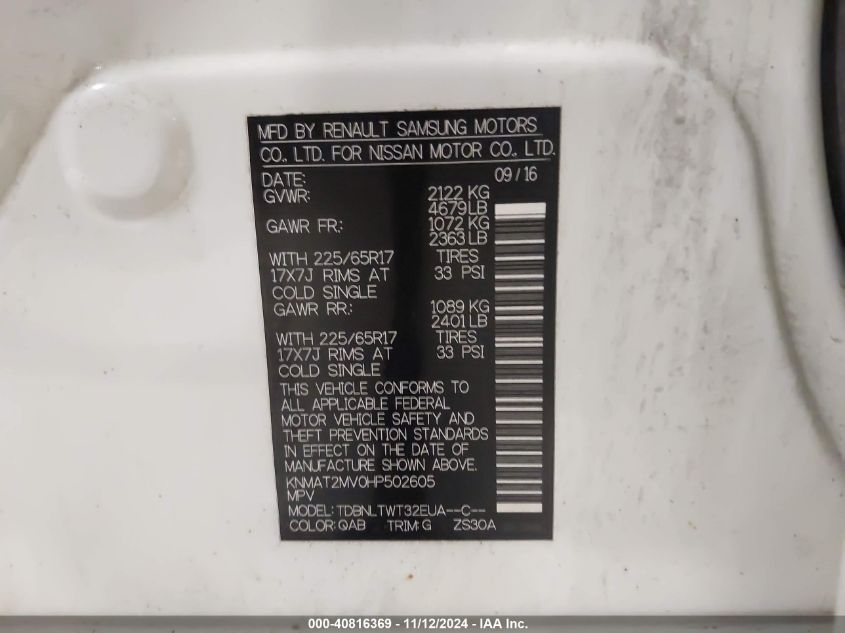 MFD BY RENAULT SAMSUNG MOTORS
CO., LTD. FOR NISSAN MOTOR CO., LTD.
DATE: 09/16
GVWR: 2122 KG
4679 LB
GAWR FR.: 1072 KG
2363 LB
WITH 225/65R17 TIRES
17X7J RIMS AT 33 PSI
COLD SINGLE
GAWR RR.: 1089 KG
2401 LB
WITH 225/65R17 TIRES
17X7J RIMS AT 33 PSI
COLD SINGLE
THIS VEHICLE CONFORMS TO
ALL APPLICABLE FEDERAL
MOTOR VEHICLE SAFETY AND
THEFT PREVENTION STANDARDS
IN EFFECT ON THE DATE OF
MANUFACTURE SHOWN ABOVE.
KNMAT2MV0HP502605
MPV
MODEL: TDBNLTWT32EUA--C--
COLOR: QAB TRIM: G ZS30A
000-40816369 - 11/12/2024 - IAA Inc.